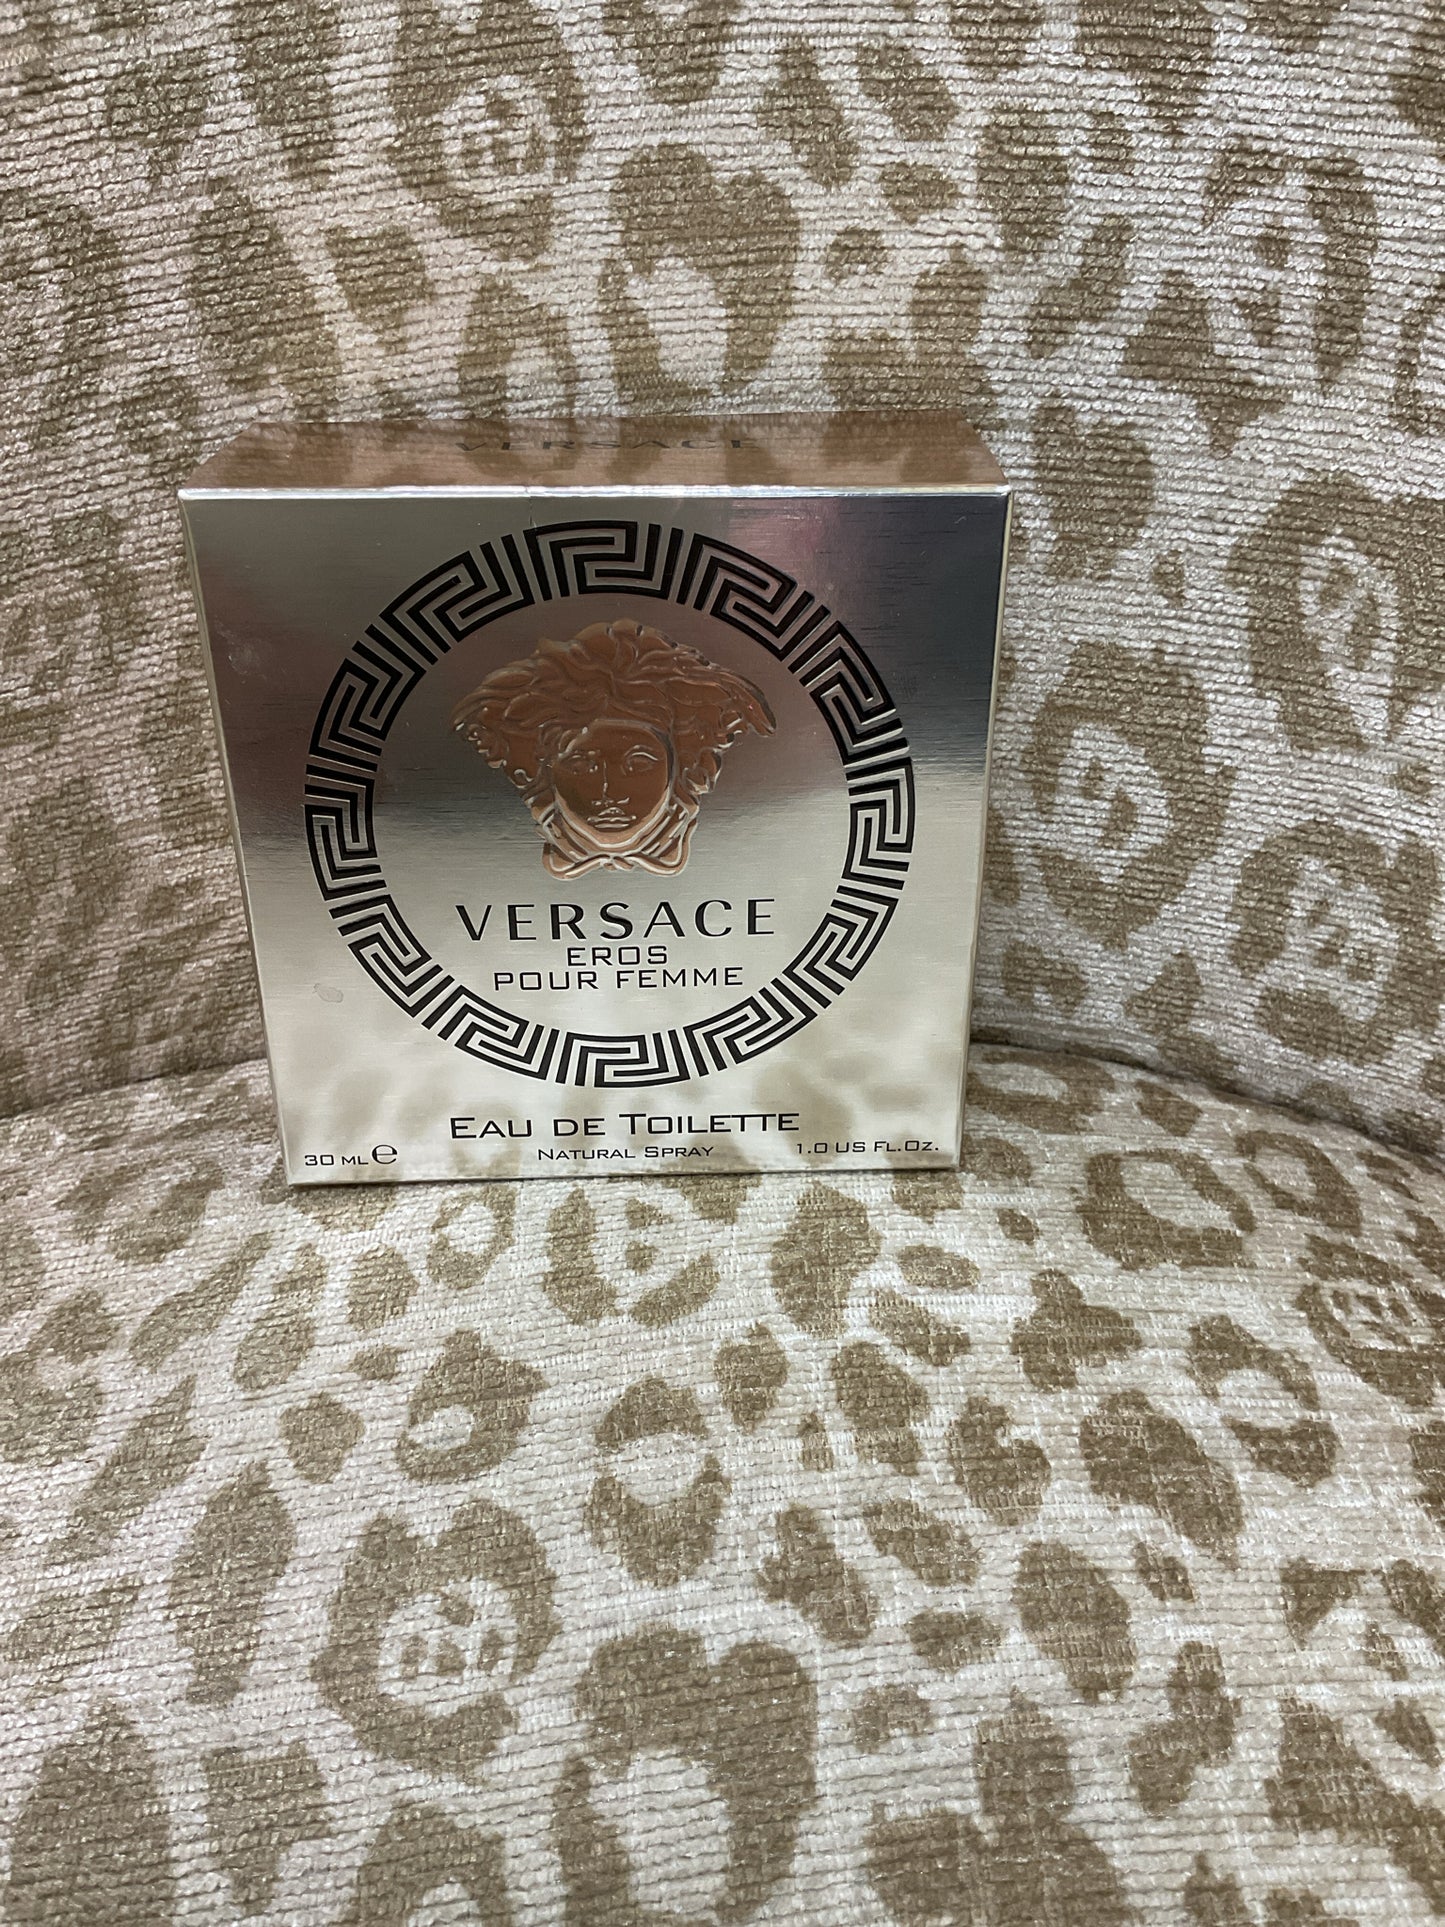 VERSACE
VERSACE
EROS
POUR FEMME
EAU DE TOILETTE
30 ML e
NATURAL SPRAY
1.0 US FL.OZ.